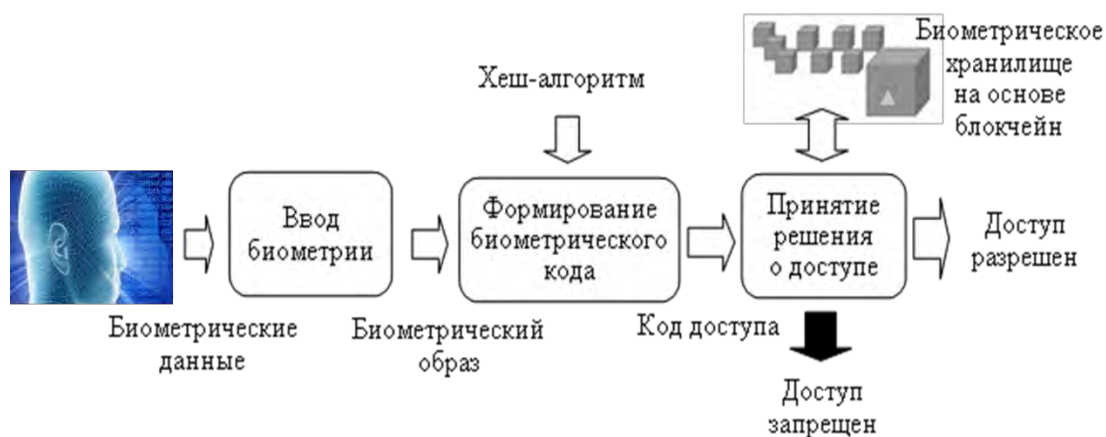 Хеш-алгоритм
Биометрическое
хранилище
на основе
блокчейн
Ввод
биометрии
Формирование
биометрического
кода
Принятие
решения
о доступе
Доступ
разрешен
Биометрические
данные
Биометрический
образ
Код доступа
Доступ
запрещен